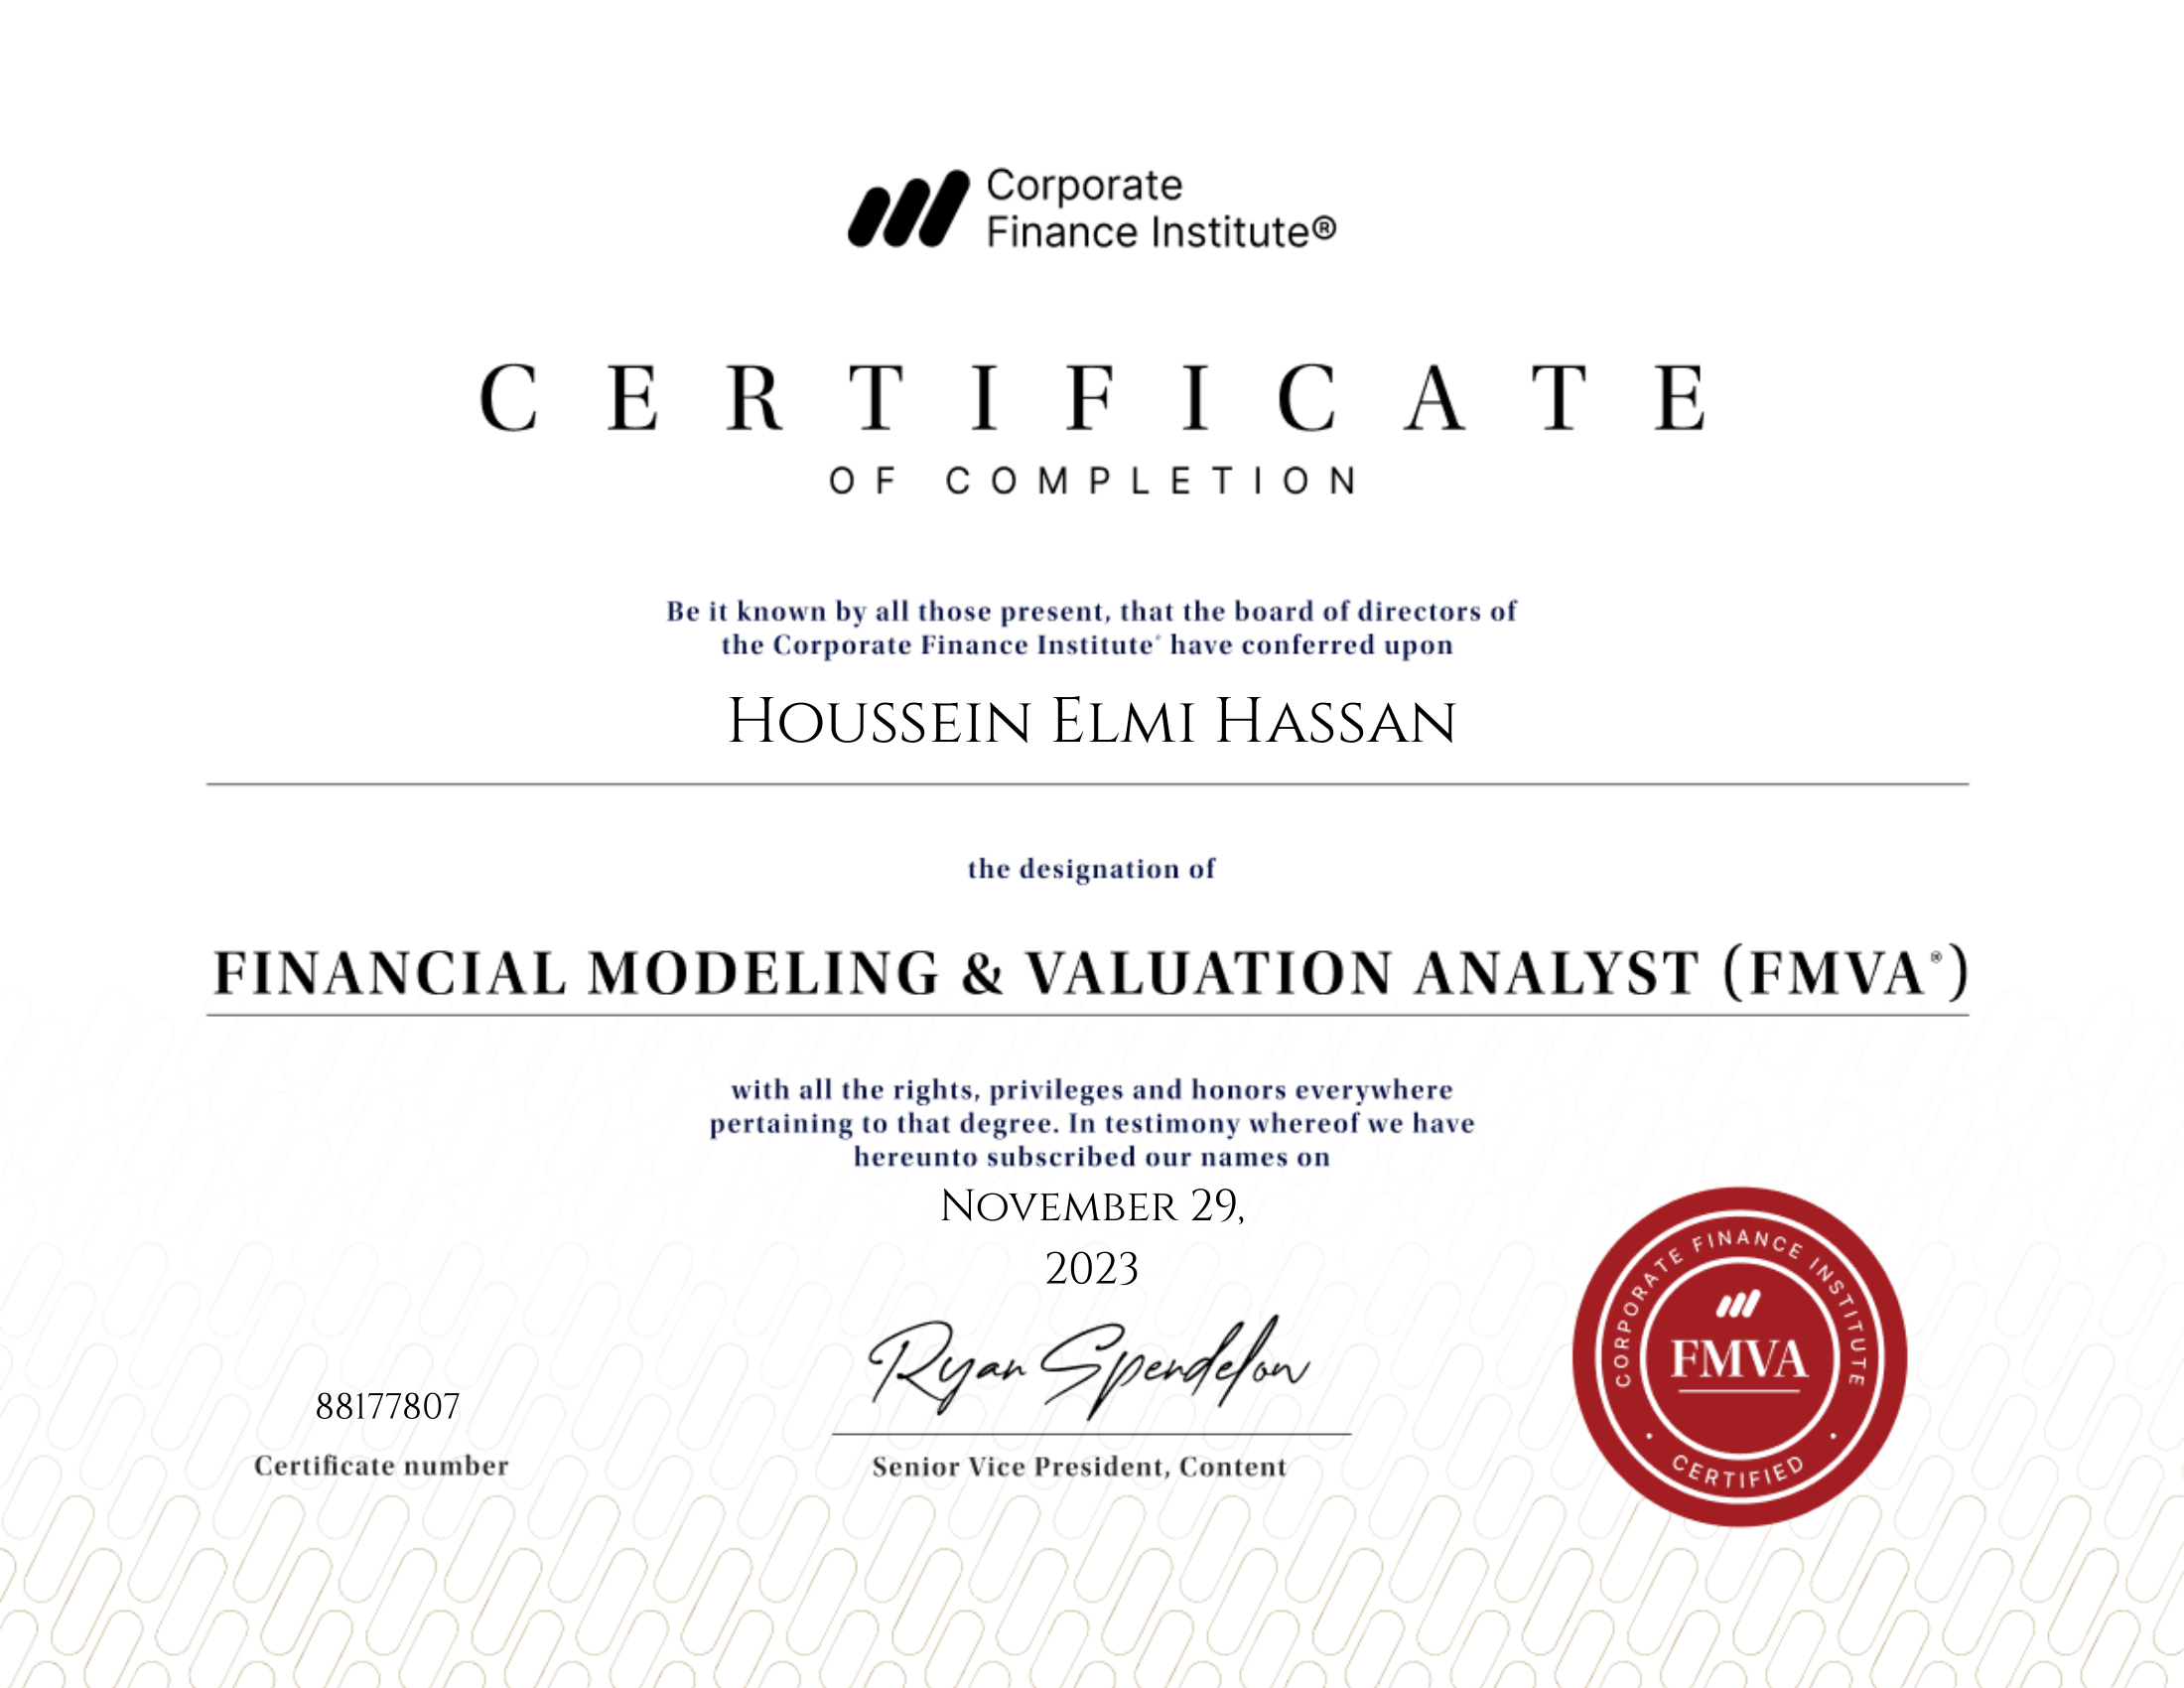 Corporate
Finance Institute®
CERTIFICATE
OF COMPLETION
Be it known by all those present, that the board of directors of
the Corporate Finance Institute® have conferred upon
Houssein Elmi Hassan
the designation of
FINANCIAL MODELING & VALUATION ANALYST (FMVA®)
with all the rights, privileges and honors everywhere
pertaining to that degree. In testimony whereof we have
hereunto subscribed our names on
November 29,
2023
Ryan Spendelow
88177807
Certificate number
Senior Vice President, Content
CORPORATE FINANCE INSTITUTE
FMVA
• CERTIFIED •